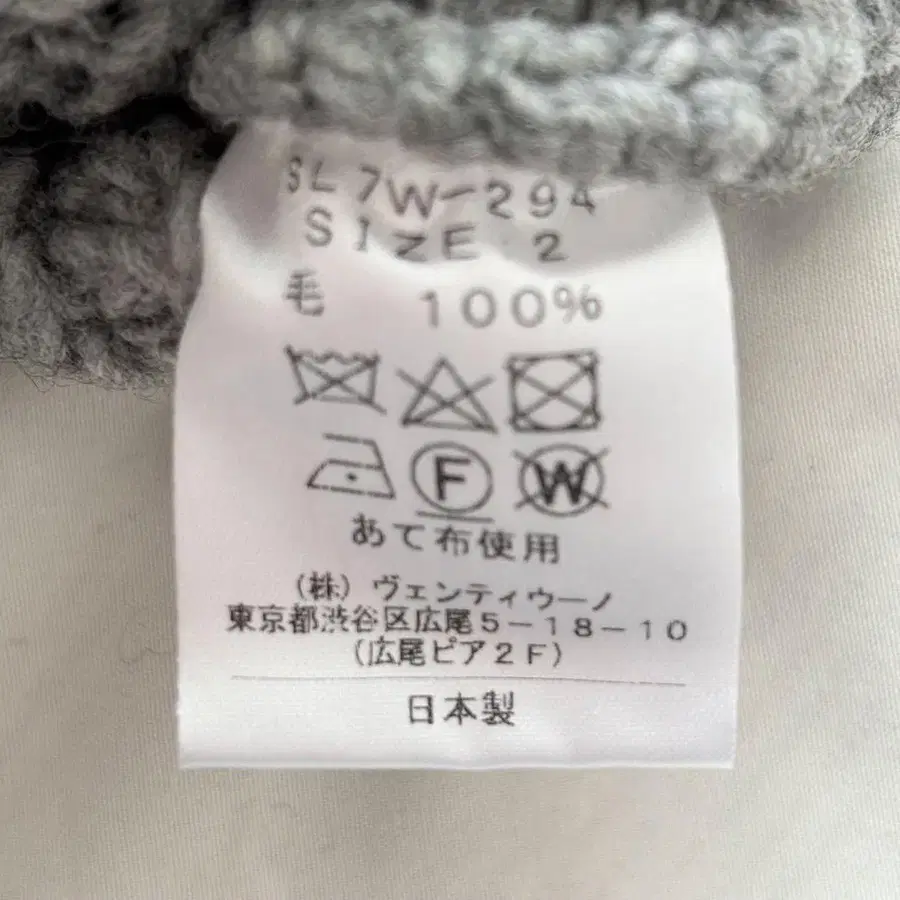 SL7W-294
SIZE 2
毛 100%
F W
あて布使用
(株)ヴェンティウーノ
東京都渋谷区広尾5-18-10
(広尾ピア2F)
日本製